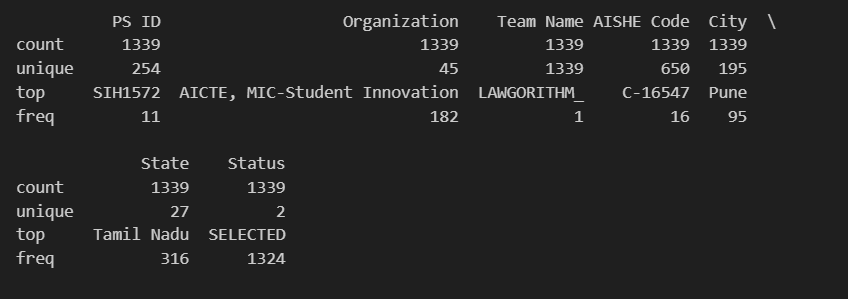 PS ID Organization Team Name AISHE Code City \
count 1339 1339 1339 1339 1339
unique 254 45 1339 650 195
top SIH1572 AICTE, MIC-Student Innovation LAWGORITHM_ C-16547 Pune
freq 11 182 1 16 95
State Status
count 1339 1339
unique 27 2
top Tamil Nadu SELECTED
freq 316 1324